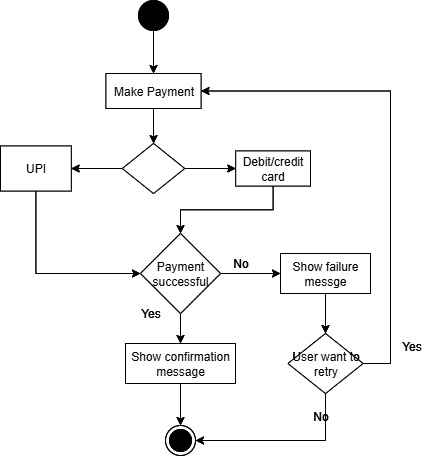 Make Payment
UPI
Debit/credit
card
Payment
successful
No
Show failure
messge
Yes
User want to
retry
Yes
Show confirmation
message
No